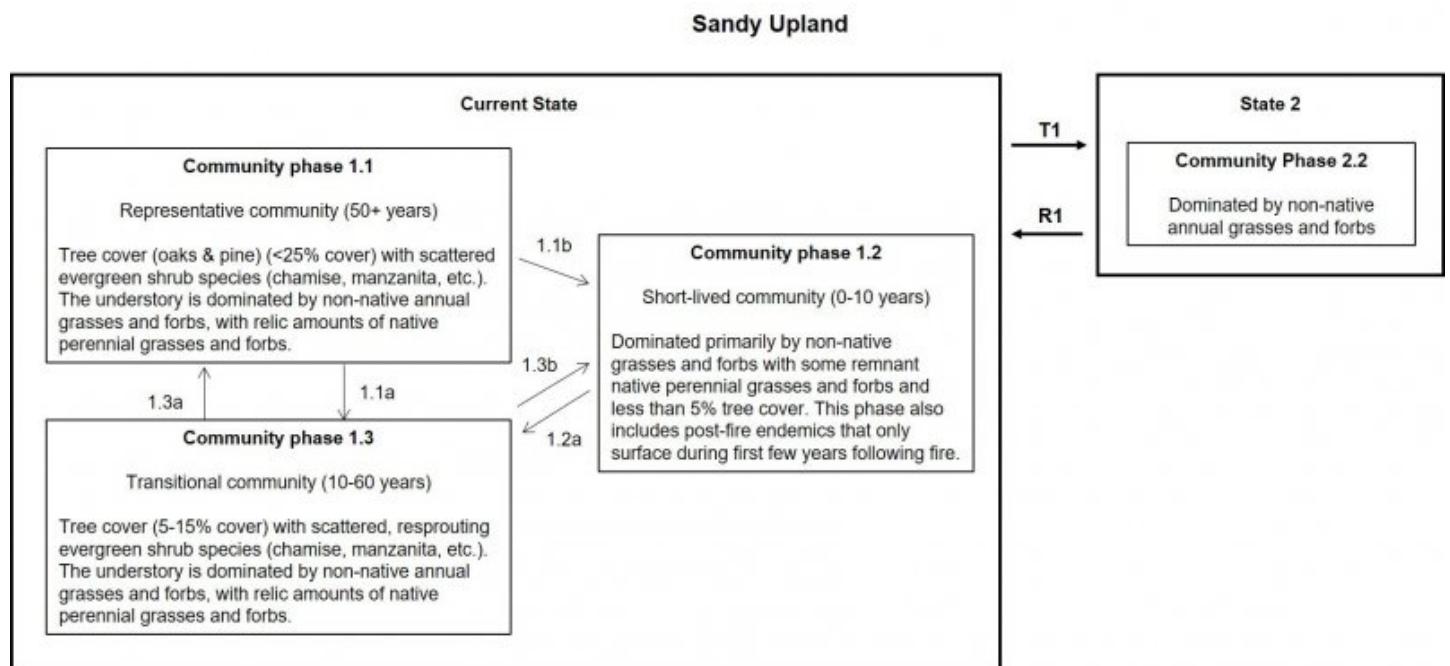 Sandy Upland
Current State
Community phase 1.1
Representative community (50+ years)
Tree cover (oaks & pine) (<25% cover) with scattered
evergreen shrub species (chamise, manzanita, etc.).
The understory is dominated by non-native annual
grasses and forbs, with relic amounts of native
perennial grasses and forbs.
1.1b
1.3a
1.1a
1.3b
1.2a
Community phase 1.2
Short-lived community (0-10 years)
Dominated primarily by non-native
grasses and forbs with some remnant
native perennial grasses and forbs and
less than 5% tree cover. This phase also
includes post-fire endemics that only
surface during first few years following fire.
Community phase 1.3
Transitional community (10-60 years)
Tree cover (5-15% cover) with scattered, resprouting
evergreen shrub species (chamise, manzanita, etc.).
The understory is dominated by non-native annual
grasses and forbs, with relic amounts of native
perennial grasses and forbs.
T1
R1
State 2
Community Phase 2.2
Dominated by non-native
annual grasses and forbs